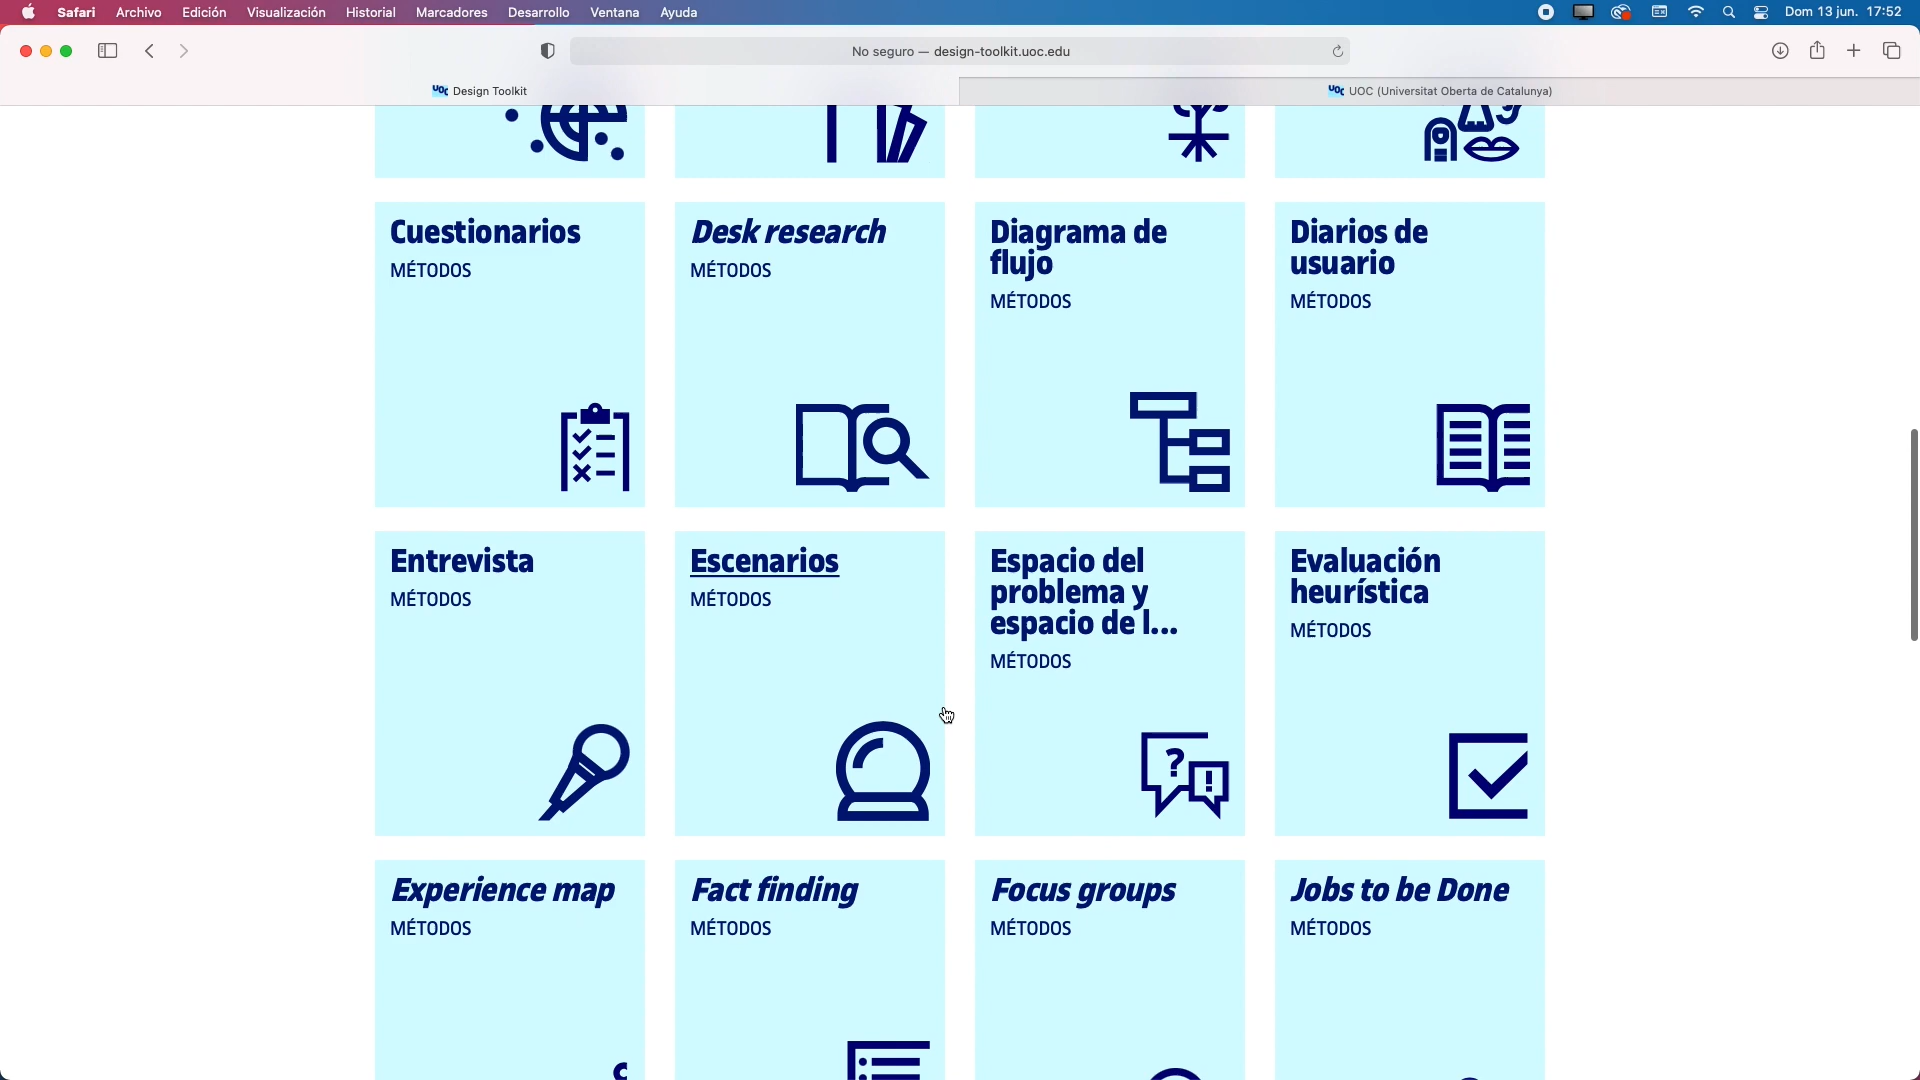 Safari Archivo Edición Visualización Historial Marcadores Desarrollo Ventana Ayuda Dom 13 jun. 17:52
No seguro — design-toolkit.uoc.edu
UOC Design Toolkit
UOC UOC (Universitat Oberta de Catalunya)
Cuestionarios
MÉTODOS
Desk research
MÉTODOS
Diagrama de
flujo
MÉTODOS
Diarios de
usuario
MÉTODOS
Entrevista
MÉTODOS
Escenarios
MÉTODOS
Espacio del
problema y
espacio de l...
MÉTODOS
?
!
Evaluación
heurística
MÉTODOS
Experience map
MÉTODOS
Fact finding
MÉTODOS
Focus groups
MÉTODOS
Jobs to be Done
MÉTODOS